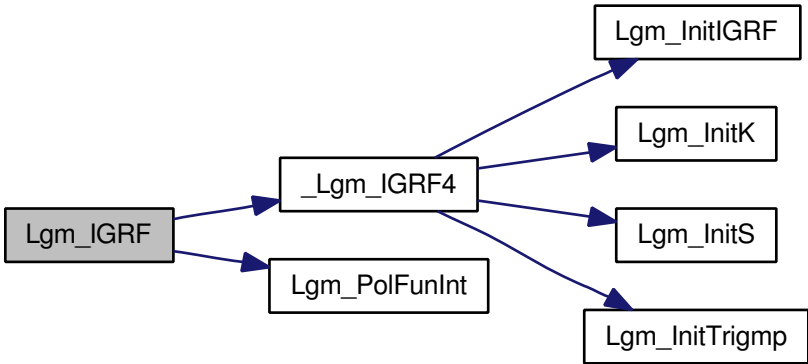 Lgm_IGRF
_Lgm_IGRF4
Lgm_PolFunInt
Lgm_InitIGRF
Lgm_InitK
Lgm_InitS
Lgm_InitTrigmp